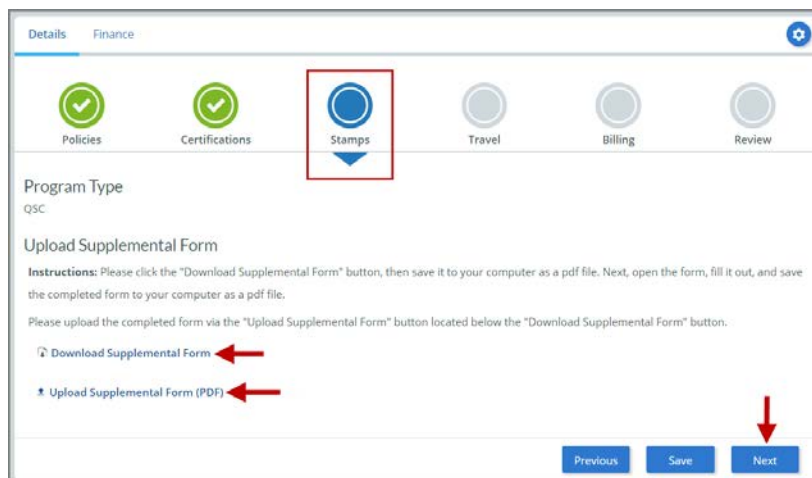 Details Finance
Policies Certifications Stamps Travel Billing Review
Program Type
QSC
Upload Supplemental Form
Instructions: Please click the "Download Supplemental Form" button, then save it to your computer as a pdf file. Next, open the form, fill it out, and save
the completed form to your computer as a pdf file.
Please upload the completed form via the "Upload Supplemental Form" button located below the "Download Supplemental Form" button.
Download Supplemental Form
Upload Supplemental Form (PDF)
Previous Save Next